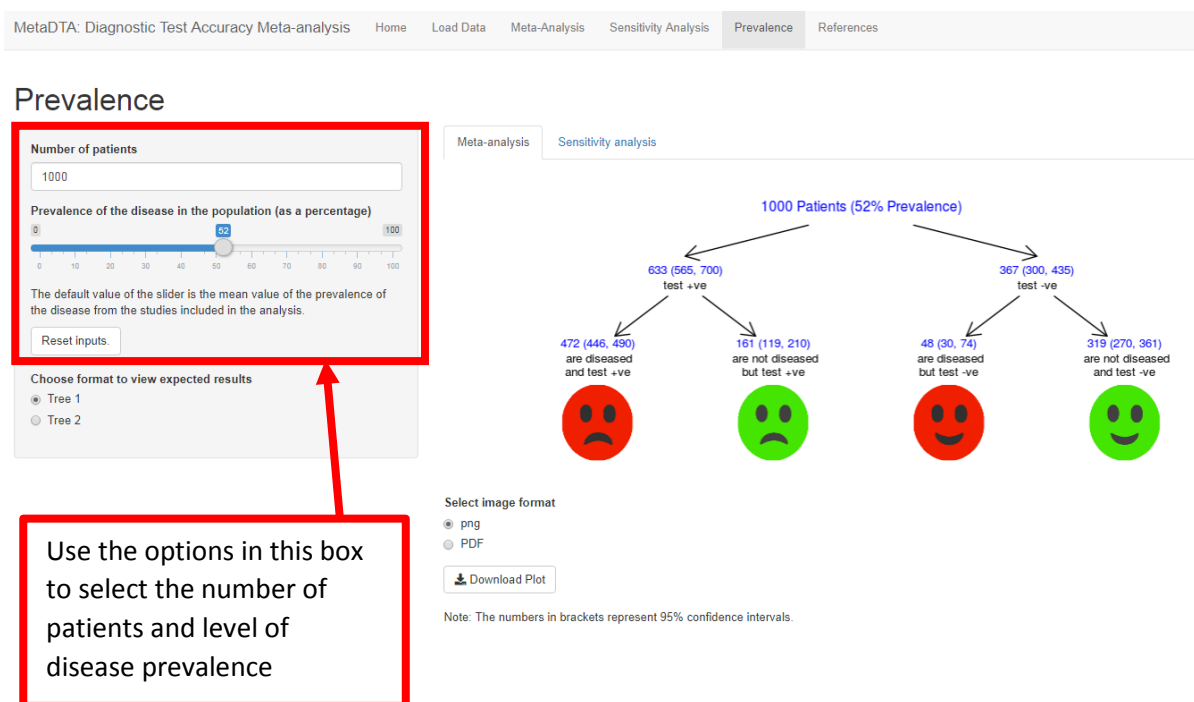 MetaDTA: Diagnostic Test Accuracy Meta-analysis Home Load Data Meta-Analysis Sensitivity Analysis Prevalence References
Prevalence
Number of patients
1000
Prevalence of the disease in the population (as a percentage)
0 52 100
0 10 20 30 40 50 60 70 80 90 100
The default value of the slider is the mean value of the prevalence of
the disease from the studies included in the analysis.
Reset inputs.
Choose format to view expected results
Tree 1
Tree 2
Use the options in this box
to select the number of
patients and level of
disease prevalence
Meta-analysis Sensitivity analysis
1000 Patients (52% Prevalence)
633 (565, 700)
test +ve
367 (300, 435)
test -ve
472 (446, 490)
are diseased
and test +ve
161 (119, 210)
are not diseased
but test +ve
48 (30, 74)
are diseased
but test -ve
319 (270, 361)
are not diseased
and test -ve
Select image format
png
PDF
Download Plot
Note: The numbers in brackets represent 95% confidence intervals.